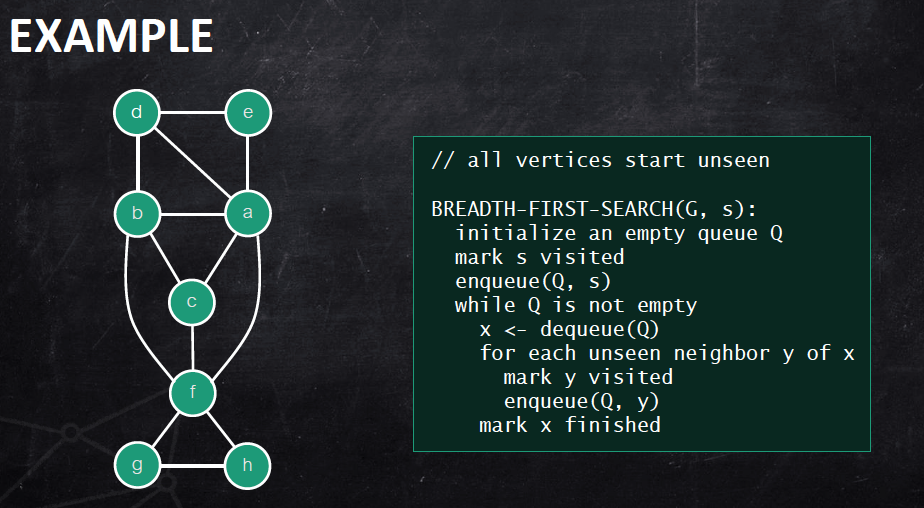 EXAMPLE
d
e
b
a
c
f
g
h
// all vertices start unseen
BREADTH-FIRST-SEARCH(G, s):
initialize an empty queue Q
mark s visited
enqueue(Q, s)
while Q is not empty
x <- dequeue(Q)
for each unseen neighbor y of x
mark y visited
enqueue(Q, y)
mark x finished